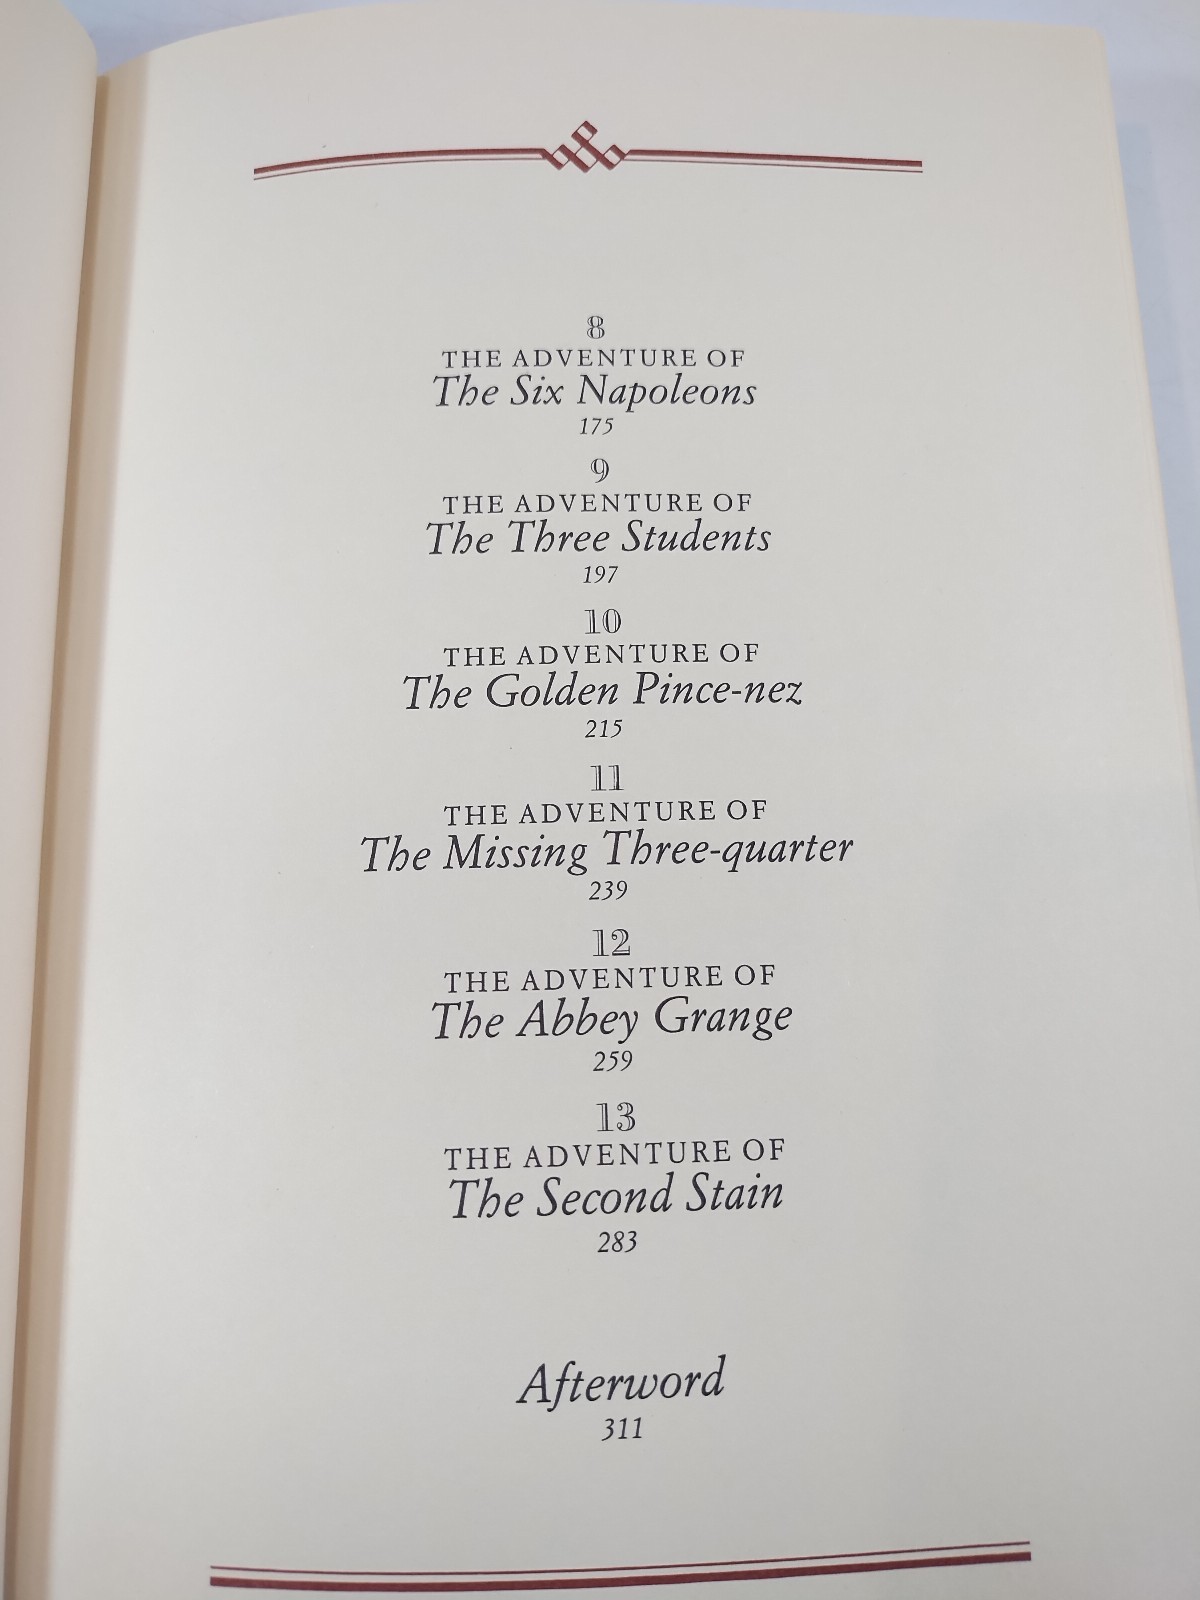 8
THE ADVENTURE OF
The Six Napoleons
175
9
THE ADVENTURE OF
The Three Students
197
10
THE ADVENTURE OF
The Golden Pince-nez
215
11
THE ADVENTURE OF
The Missing Three-quarter
239
12
THE ADVENTURE OF
The Abbey Grange
259
13
THE ADVENTURE OF
The Second Stain
283
Afterword
311